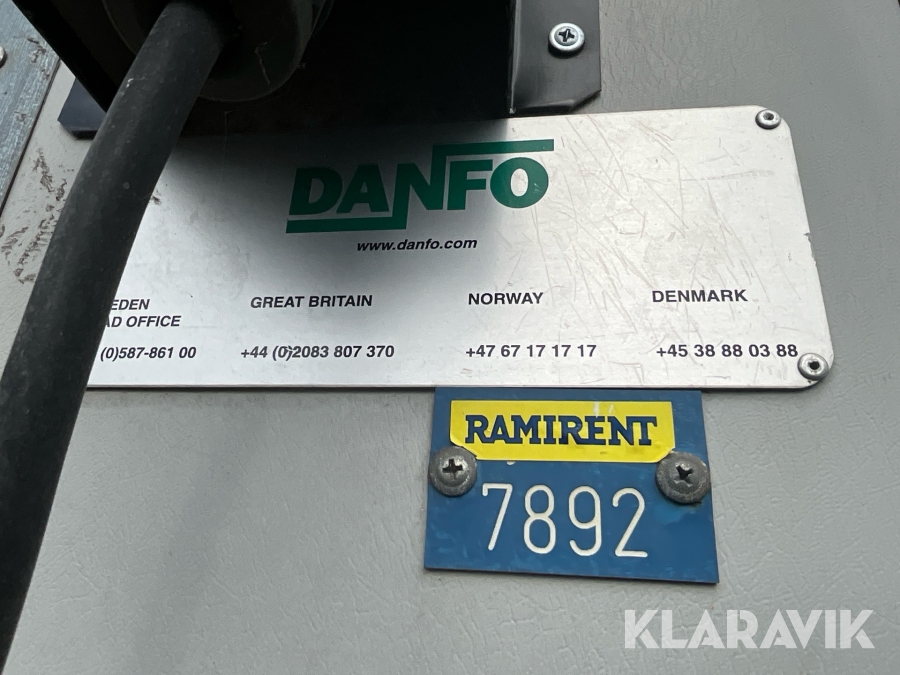 DANFO
www.danfo.com
EDEN GREAT BRITAIN NORWAY DENMARK
AD OFFICE
(0)587-861 00 +44 (0)2083 807 370 +47 67 17 17 17 +45 38 88 03 88
RAMIRENT
7892
KLARAVIK